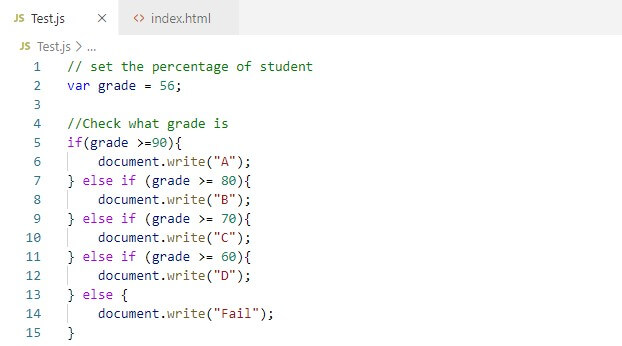 JS Test.js × <> index.html
JS Test.js > ...
1 // set the percentage of student
2 var grade = 56;
3
4 //Check what grade is
5 if(grade >=90){
6     document.write("A");
7 } else if (grade >= 80){
8     document.write("B");
9 } else if (grade >= 70){
10     document.write("C");
11 } else if (grade >= 60){
12     document.write("D");
13 } else {
14     document.write("Fail");
15 }